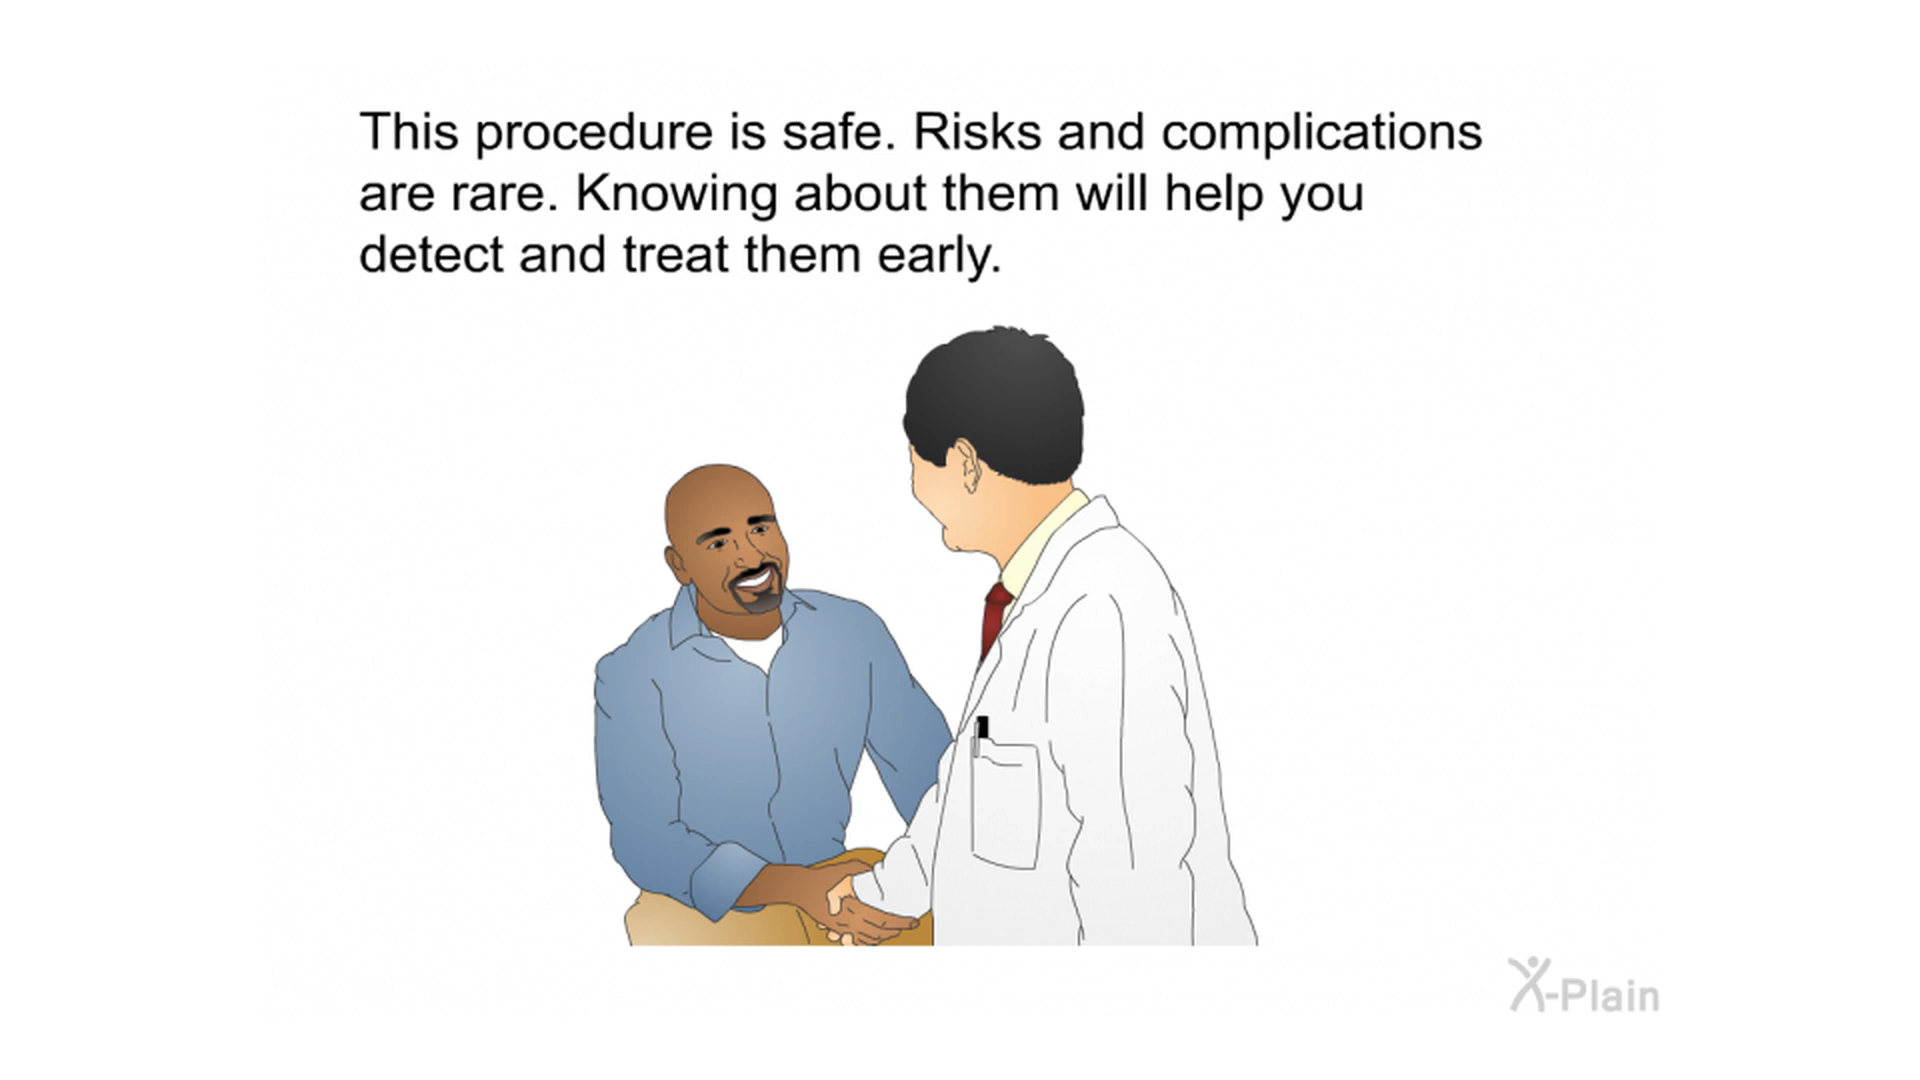 This procedure is safe. Risks and complications
are rare. Knowing about them will help you
detect and treat them early.
X-Plain